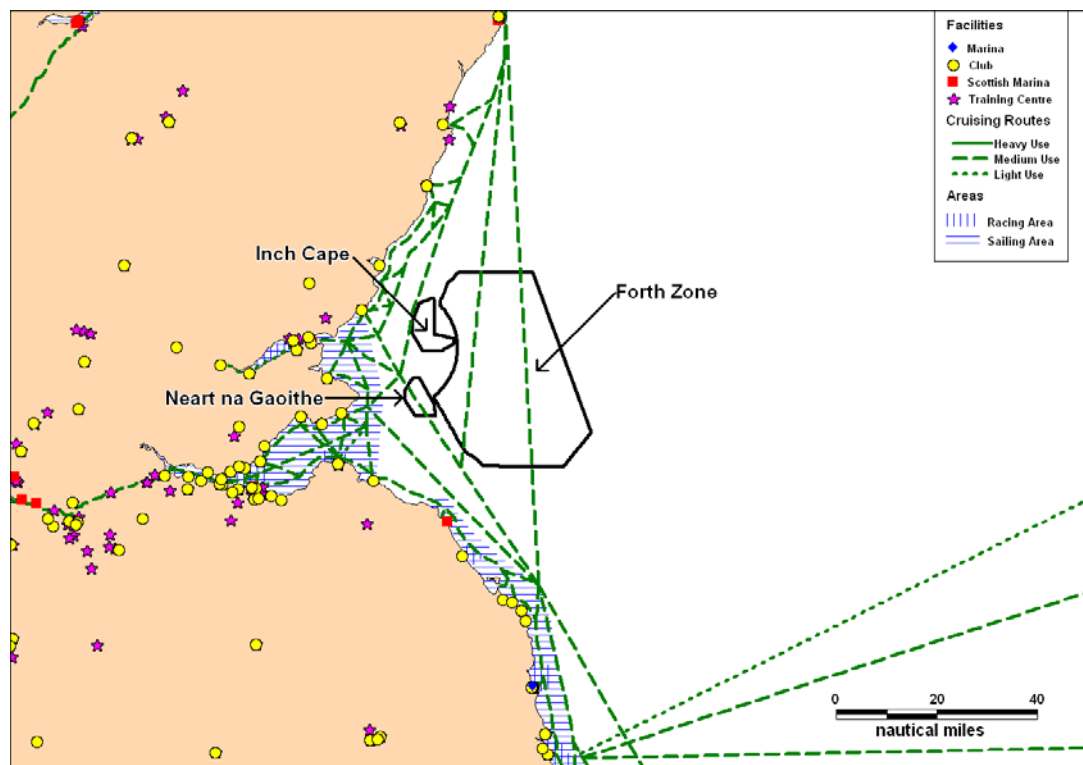 Facilities
Marina
Club
Scottish Marina
Training Centre
Cruising Routes
Heavy Use
Medium Use
Light Use
Areas
Racing Area
Sailing Area
Inch Cape
Forth Zone
Neart na Gaoithe
0 20 40
nautical miles